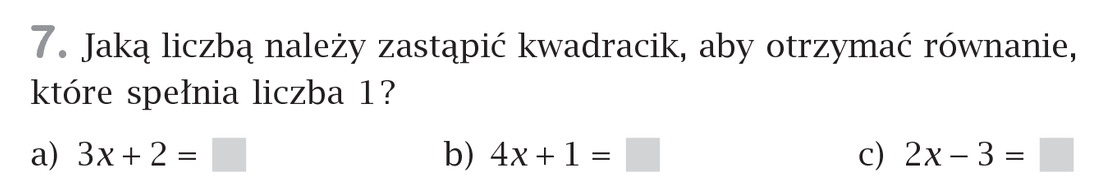 7. Jaką liczbą należy zastąpić kwadracik, aby otrzymać równanie,
które spełnia liczba 1?
a) 3x + 2 = b) 4x + 1 = c) 2x – 3 =